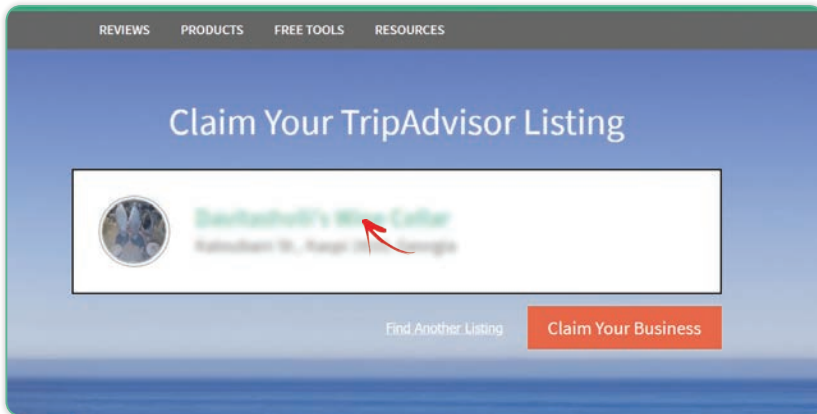 REVIEWS PRODUCTS FREE TOOLS RESOURCES
Claim Your TripAdvisor Listing
Find Another Listing
Claim Your Business